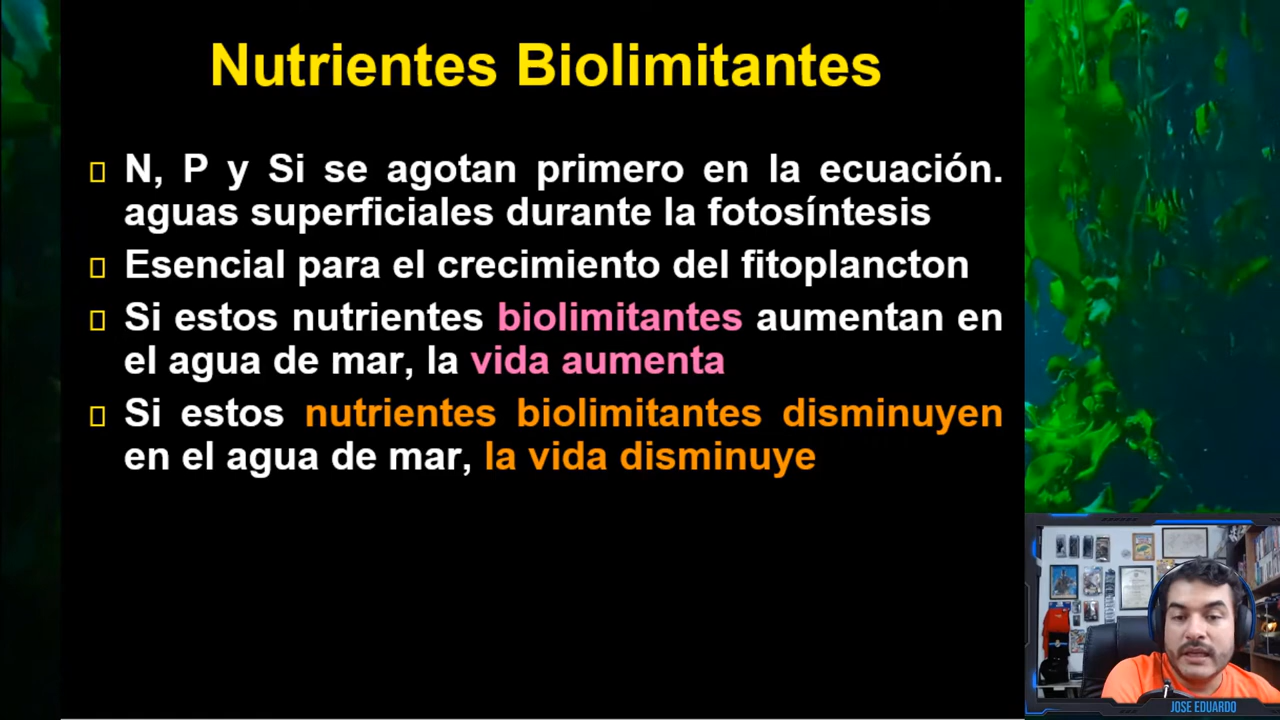 Nutrientes Biolimitantes
N, P y Si se agotan primero en la ecuación.
aguas superficiales durante la fotosíntesis
Esencial para el crecimiento del fitoplancton
Si estos nutrientes biolimitantes aumentan en
el agua de mar, la vida aumenta
Si estos nutrientes biolimitantes disminuyen
en el agua de mar, la vida disminuye
JOSE EDUARDO